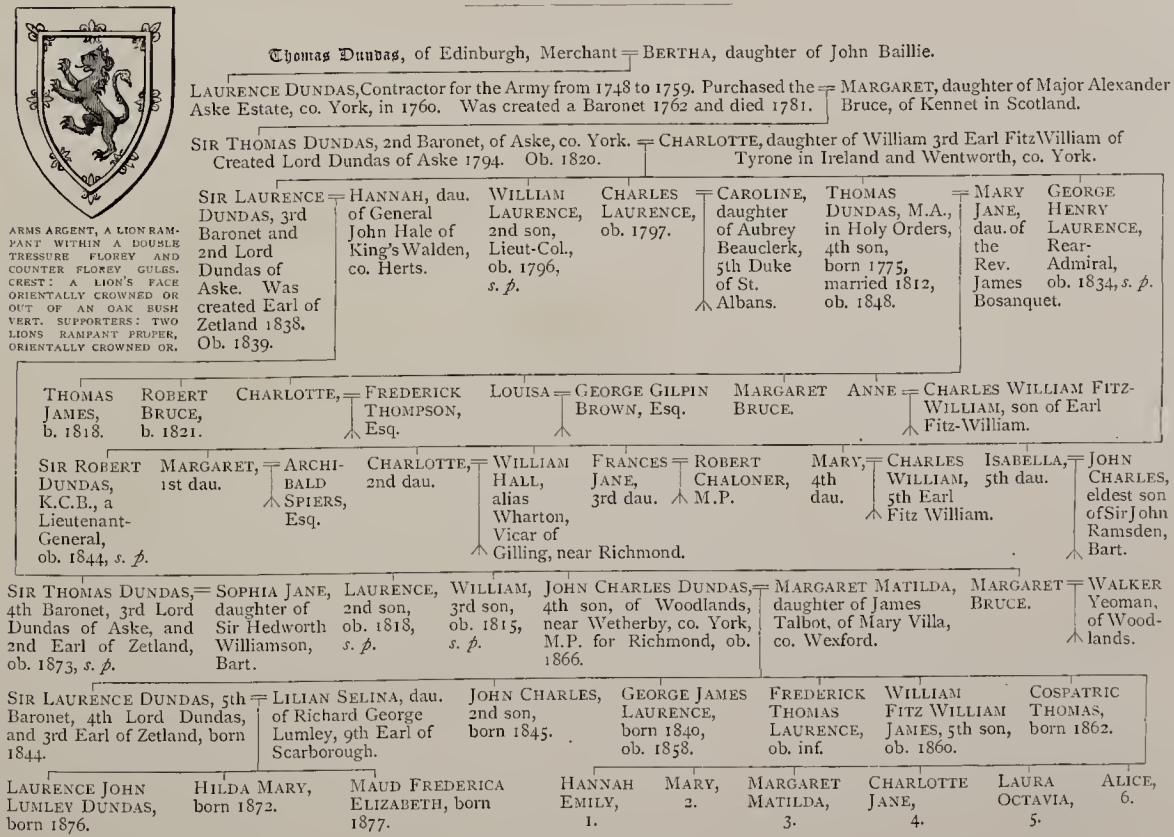 Thomas Dundas, of Edinburgh, Merchant = BERTHA, daughter of John Baillie.
LAURENCE DUNDAS, Contractor for the Army from 1748 to 1759. Purchased the
Aske Estate, co. York, in 1760. Was created a Baronet 1762 and died 1781.
= MARGARET, daughter of Major Alexander
Bruce, of Kennet in Scotland.
SIR THOMAS DUNDAS, 2nd Baronet, of Aske, co. York.
Created Lord Dundas of Aske 1794. Ob. 1820.
= CHARLOTTE, daughter of William 3rd Earl FitzWilliam of
Tyrone in Ireland and Wentworth, co. York.
ARMS ARGENT, A LION RAM-
PANT WITHIN A DOUBLE
TRESSURE FLOREY AND
COUNTER FLOREY GULES.
CREST: A LION'S FACE
ORIENTALLY CROWNED OR
OUT OF AN OAK BUSH
VERT. SUPPORTERS: TWO
LIONS RAMPANT PRUPER,
ORIENTALLY CROWNED OR.
SIR LAURENCE
DUNDAS, 3rd
Baronet and
2nd Lord
Dundas of
Aske. Was
created Earl of
Zetland 1838.
Ob. 1839.
= HANNAH, dau.
of General
John Hale of
King's Walden,
co. Herts.
WILLIAM
LAURENCE,
2nd son,
Lieut-Col.,
ob. 1796,
s. p.
CHARLES
LAURENCE,
ob. 1797.
= CAROLINE,
daughter
of Aubrey
Beauclerk,
5th Duke
of St.
Albans.
THOMAS
DUNDAS, M.A.,
in Holy Orders,
4th son,
born 1775,
married 1812,
ob. 1848.
= MARY
JANE,
dau. of
the
Rev.
James
Bosanquet.
GEORGE
HENRY
LAURENCE,
Rear-
Admiral,
ob. 1834, s. p.
THOMAS
JAMES,
b. 1818.
ROBERT
BRUCE,
b. 1821.
CHARLOTTE, = FREDERICK
THOMPSON,
Esq.
LOUISA = GEORGE GILPIN
BROWN, Esq.
MARGARET
BRUCE.
ANNE = CHARLES WILLIAM FITZ-
WILLIAM, son of Earl
Fitz-William.
SIR ROBERT
DUNDAS,
K.C.B., a
Lieutenant-
General,
ob. 1844, s. p.
MARGARET,
1st dau.
= ARCHI-
BALD
SPIERS,
Esq.
CHARLOTTE,
2nd dau.
= WILLIAM
HALL,
alias
Wharton,
Vicar of
Gilling, near Richmond.
FRANCES
JANE,
3rd dau.
= ROBERT
CHALONER,
M.P.
MARY,
4th
dau.
= CHARLES
WILLIAM,
5th Earl
Fitz William.
ISABELLA,
5th dau.
= JOHN
CHARLES,
eldest son
of Sir John
Ramsden,
Bart.
SIR THOMAS DUNDAS,
4th Baronet, 3rd Lord
Dundas of Aske, and
2nd Earl of Zetland,
ob. 1873, s. p.
= SOPHIA JANE,
daughter of
Sir Hedworth
Williamson,
Bart.
LAURENCE,
2nd son,
ob. 1818,
s. p.
WILLIAM,
3rd son,
ob. 1815,
s. p.
JOHN CHARLES DUNDAS,
4th son, of Woodlands,
near Wetherby, co. York,
M.P. for Richmond, ob.
1866.
= MARGARET MATILDA,
daughter of James
Talbot, of Mary Villa,
co. Wexford.
MARGARET
BRUCE.
= WALKER
Yeoman,
of Wood-
lands.
SIR LAURENCE DUNDAS, 5th
Baronet, 4th Lord Dundas,
and 3rd Earl of Zetland, born
1844.
= LILIAN SELINA, dau.
of Richard George
Lumley, 9th Earl of
Scarborough.
JOHN CHARLES,
2nd son,
born 1845.
GEORGE JAMES
LAURENCE,
born 1840,
ob. 1858.
FREDERICK
THOMAS
LAURENCE,
ob. inf.
WILLIAM
FITZ WILLIAM
JAMES, 5th son,
ob. 1860.
COSPATRIC
THOMAS,
born 1862.
LAURENCE JOHN
LUMLEY DUNDAS,
born 1876.
HILDA MARY,
born 1872.
MAUD FREDERICA
ELIZABETH, born
1877.
HANNAH
EMILY,
1.
MARY,
2.
MARGARET
MATILDA,
3.
CHARLOTTE
JANE,
4.
LAURA
OCTAVIA,
5.
ALICE,
6.